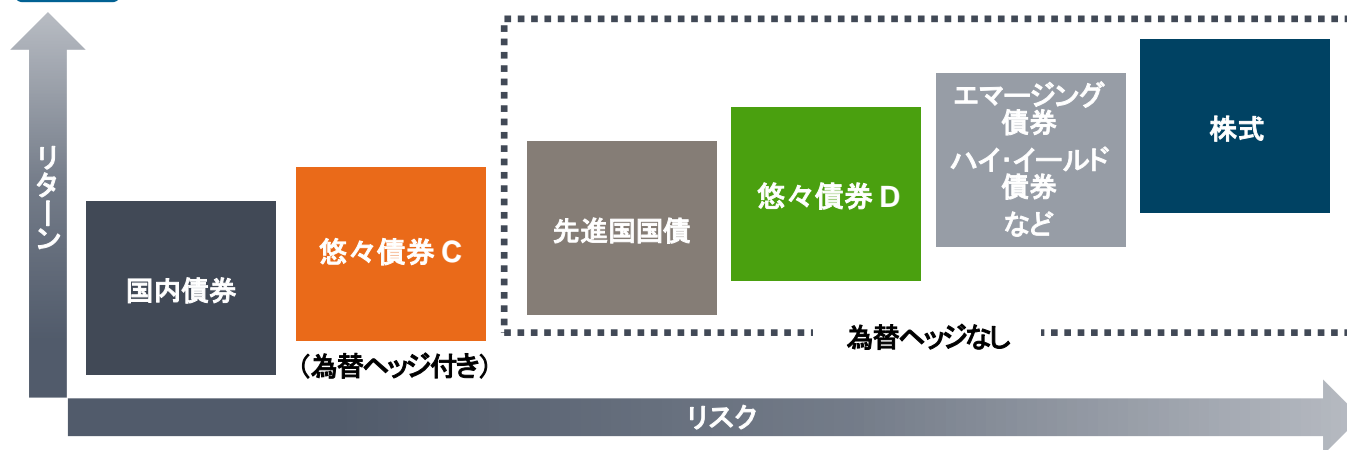 リターン
国内債券
悠々債券 C
（為替ヘッジ付き）
先進国国債
悠々債券 D
エマージング
債券
ハイ・イールド
債券
など
株式
為替ヘッジなし
リスク